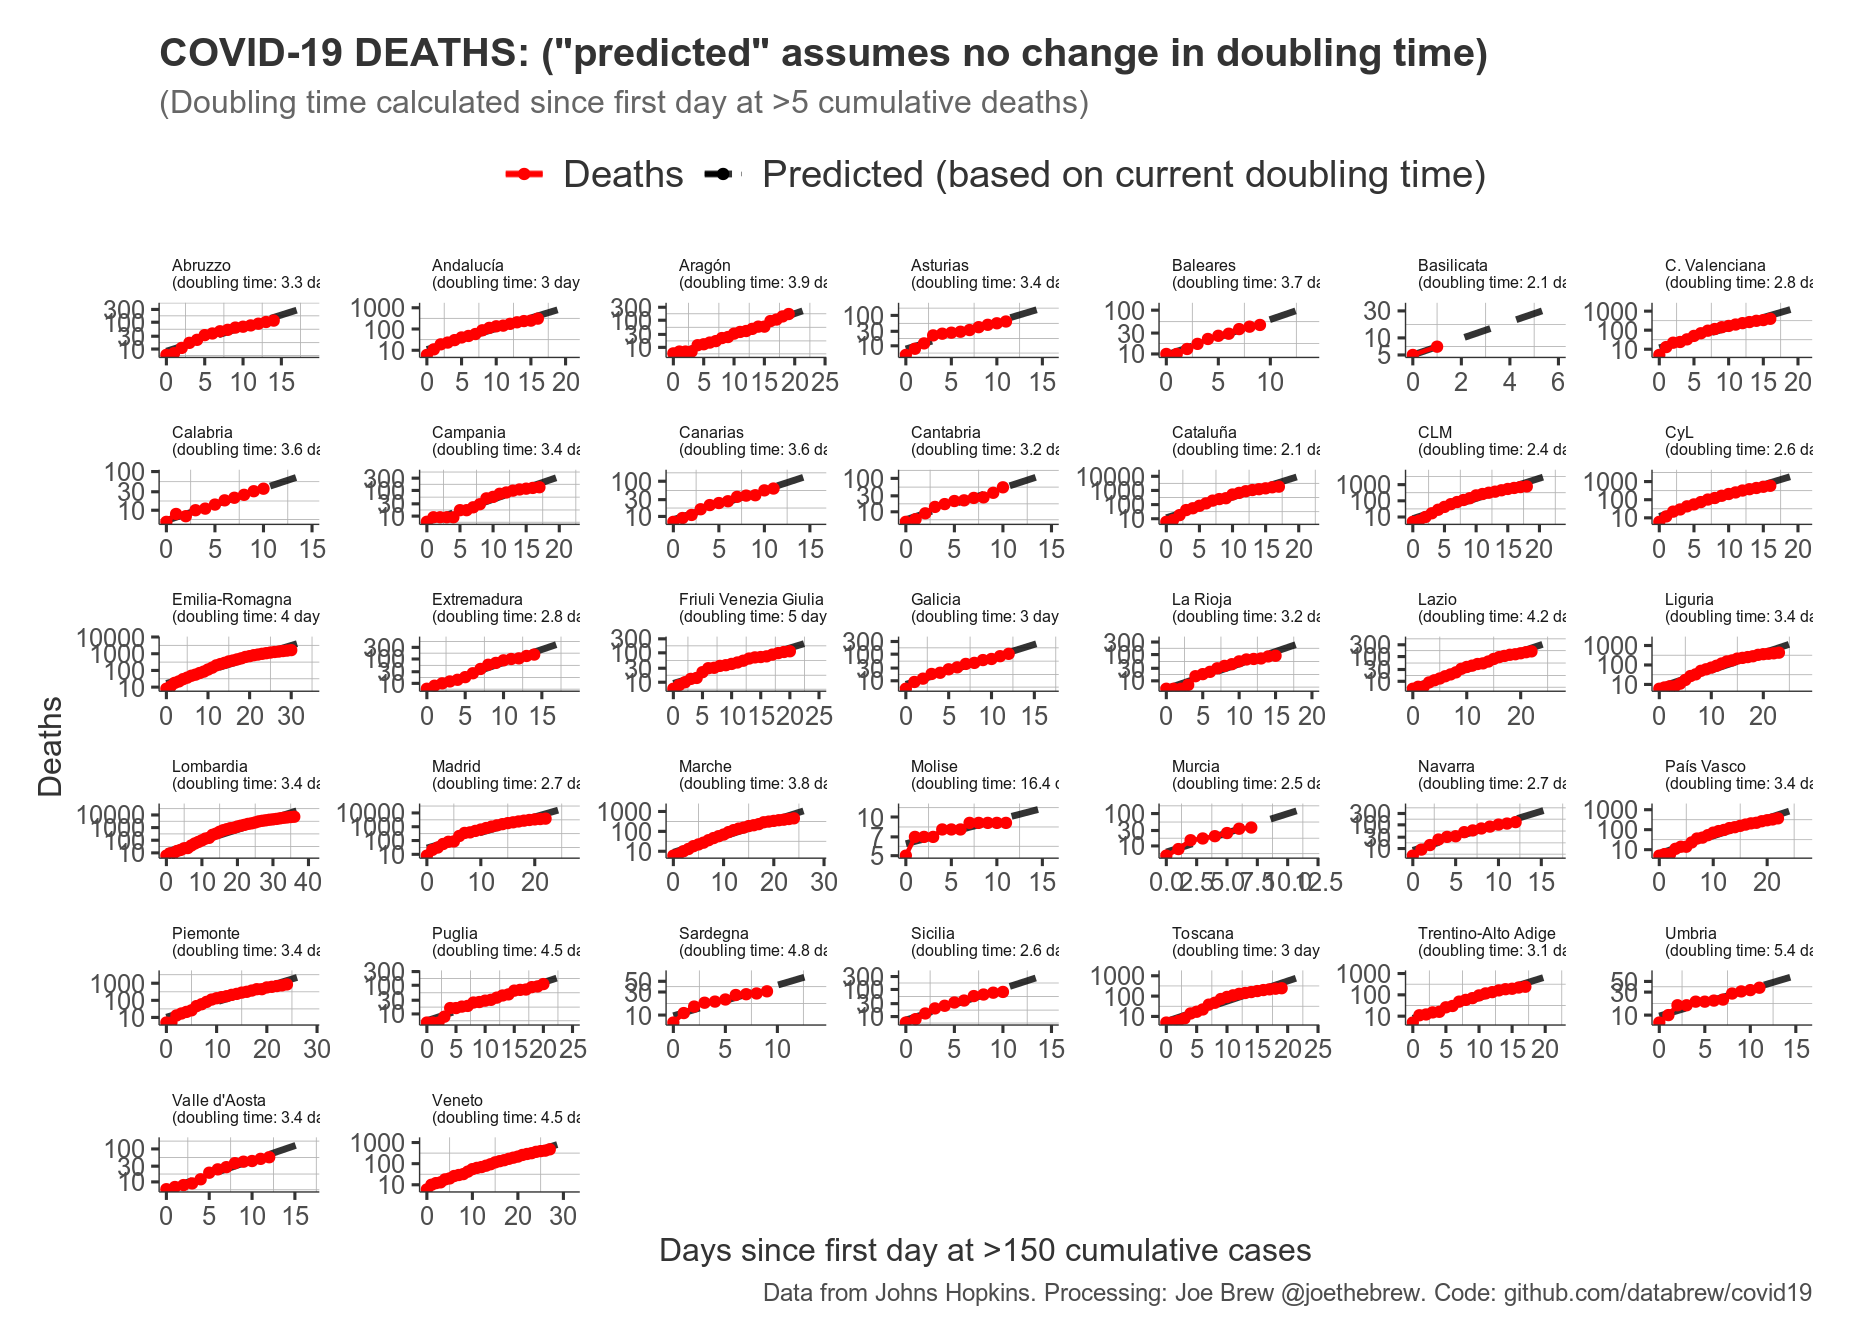 COVID-19 DEATHS: ("predicted" assumes no change in doubling time)
(Doubling time calculated since first day at >5 cumulative deaths)
Deaths Predicted (based on current doubling time)
Deaths
Abruzzo
(doubling time: 3.3 da
300
100
30
10
0 5 10 15
Andalucía
(doubling time: 3 day
1000
100
10
0 5 10 15 20
Aragón
(doubling time: 3.9 da
300
100
30
10
0 5 10 15 20 25
Asturias
(doubling time: 3.4 da
100
30
10
0 5 10 15
Baleares
(doubling time: 3.7 da
100
30
10
0 5 10
Basilicata
(doubling time: 2.1 da
30
10
5
0 2 4 6
C. Valenciana
(doubling time: 2.8 da
1000
100
10
0 5 10 15 20
Calabria
(doubling time: 3.6 da
100
30
10
0 5 10 15
Campania
(doubling time: 3.4 da
300
100
30
10
0 5 10 15 20
Canarias
(doubling time: 3.6 da
100
30
10
0 5 10 15
Cantabria
(doubling time: 3.2 da
100
30
10
0 5 10 15
Cataluña
(doubling time: 2.1 da
10000
1000
100
10
0 5 10 15 20
CLM
(doubling time: 2.4 da
1000
100
10
0 5 10 15 20
CyL
(doubling time: 2.6 da
1000
100
10
0 5 10 15 20
Emilia-Romagna
(doubling time: 4 day
10000
1000
100
10
0 10 20 30
Extremadura
(doubling time: 2.8 da
300
100
30
10
0 5 10 15
Friuli Venezia Giulia
(doubling time: 5 day
300
100
30
10
0 5 10 15 20 25
Galicia
(doubling time: 3 day
300
100
30
10
0 5 10 15
La Rioja
(doubling time: 3.2 da
300
100
30
10
0 5 10 15 20
Lazio
(doubling time: 4.2 da
300
100
30
10
0 10 20
Liguria
(doubling time: 3.4 da
1000
100
10
0 10 20
Lombardia
(doubling time: 3.4 da
10000
1000
100
10
0 10 20 30 40
Madrid
(doubling time: 2.7 da
10000
1000
100
10
0 10 20
Marche
(doubling time: 3.8 da
1000
100
10
0 10 20 30
Molise
(doubling time: 16.4 d
10
7
5
0 5 10 15
Murcia
(doubling time: 2.5 da
100
30
10
0.0 2.5 5.0 7.5 10.0 12.5
Navarra
(doubling time: 2.7 da
300
100
30
10
0 5 10 15
País Vasco
(doubling time: 3.4 da
1000
100
10
0 10 20
Piemonte
(doubling time: 3.4 da
1000
100
10
0 10 20 30
Puglia
(doubling time: 4.5 da
300
100
30
10
0 5 10 15 20 25
Sardegna
(doubling time: 4.8 da
50
30
10
0 5 10
Sicilia
(doubling time: 2.6 da
300
100
30
10
0 5 10 15
Toscana
(doubling time: 3 day
1000
100
10
0 5 10 15 20 25
Trentino-Alto Adige
(doubling time: 3.1 da
1000
100
10
0 5 10 15 20
Umbria
(doubling time: 5.4 da
50
30
10
0 5 10 15
Valle d'Aosta
(doubling time: 3.4 da
100
30
10
0 5 10 15
Veneto
(doubling time: 4.5 da
1000
100
10
0 10 20 30
Days since first day at >150 cumulative cases
Data from Johns Hopkins. Processing: Joe Brew @joethebrew. Code: github.com/databrew/covid19